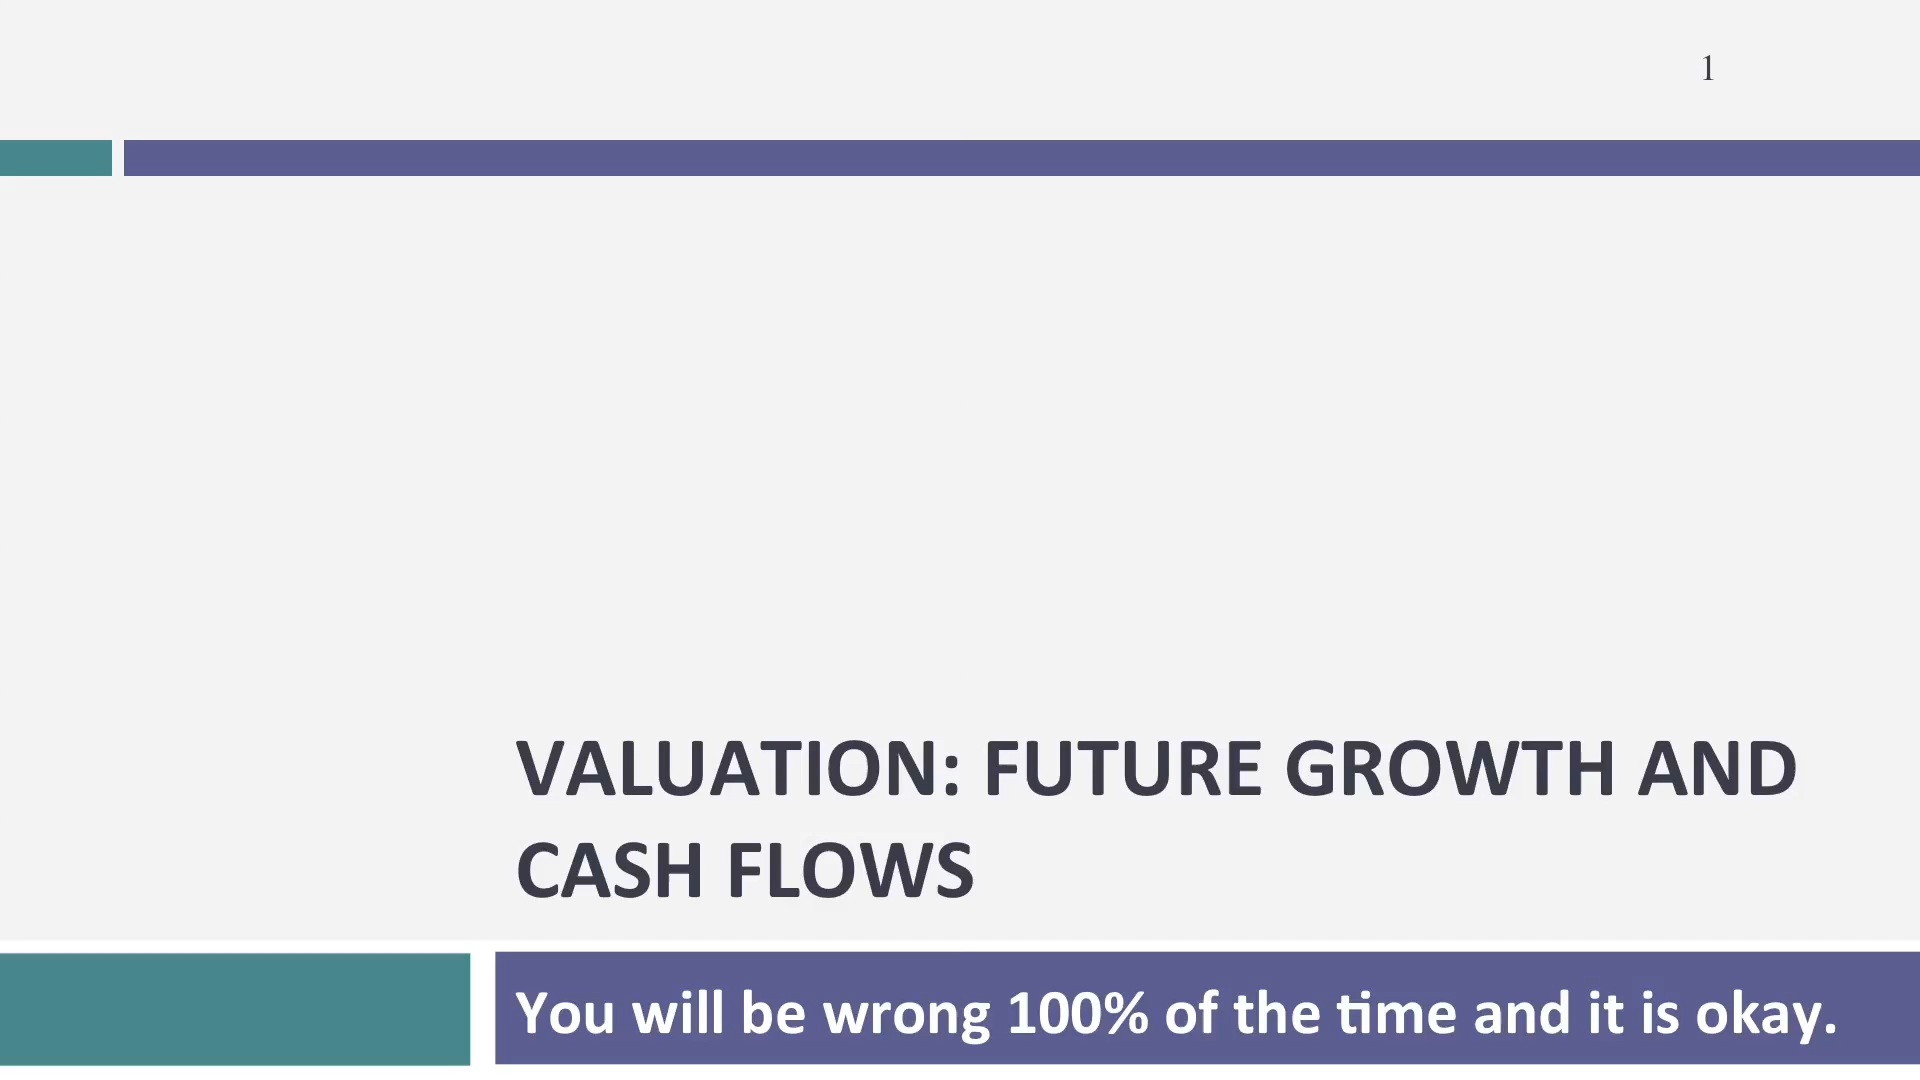 1
VALUATION: FUTURE GROWTH AND
CASH FLOWS
You will be wrong 100% of the time and it is okay.